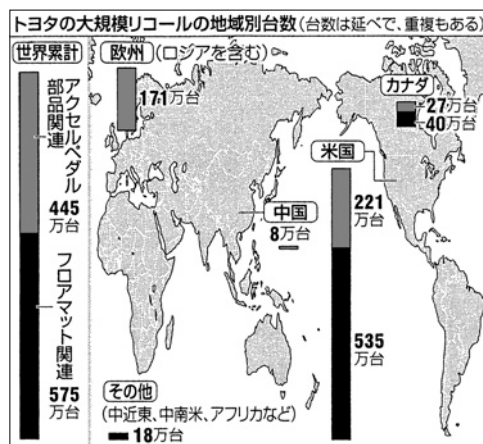 トヨタの大規模リコールの地域別台数(台数は延べで、重複もある)
世界累計
アクセルペダル
部品関連
445
万台
フロアマット関連
575
万台
欧州(ロシアを含む)
171万台
中国
8万台
その他
(中近東、中南米、アフリカなど)
18万台
カナダ
27万台
40万台
米国
221
万台
535
万台